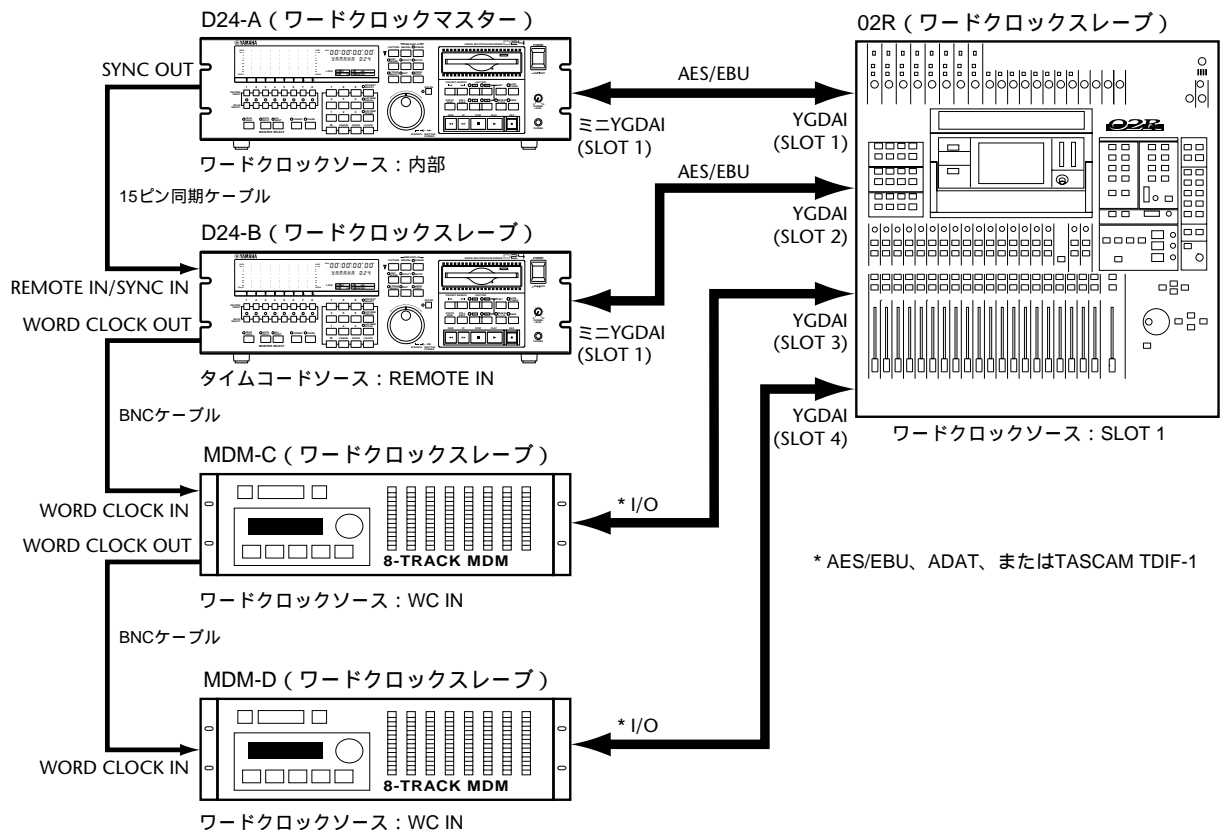 D24-A（ワードクロックマスター）
02R（ワードクロックスレーブ）
YAMAHA
SYNC OUT
AES/EBU
02R
ミニYGDAI
(SLOT 1)
YGDAI
(SLOT 1)
ワードクロックソース：内部
AES/EBU
15ピン同期ケーブル
YGDAI
(SLOT 2)
D24-B（ワードクロックスレーブ）
YAMAHA
REMOTE IN/SYNC IN
WORD CLOCK OUT
ミニYGDAI
(SLOT 1)
YGDAI
(SLOT 3)
タイムコードソース：REMOTE IN
BNCケーブル
YGDAI
(SLOT 4)
ワードクロックソース：SLOT 1
MDM-C（ワードクロックスレーブ）
* I/O
WORD CLOCK IN
WORD CLOCK OUT
8-TRACK MDM
* AES/EBU、ADAT、またはTASCAM TDIF-1
ワードクロックソース：WC IN
BNCケーブル
MDM-D（ワードクロックスレーブ）
* I/O
WORD CLOCK IN
8-TRACK MDM
ワードクロックソース：WC IN